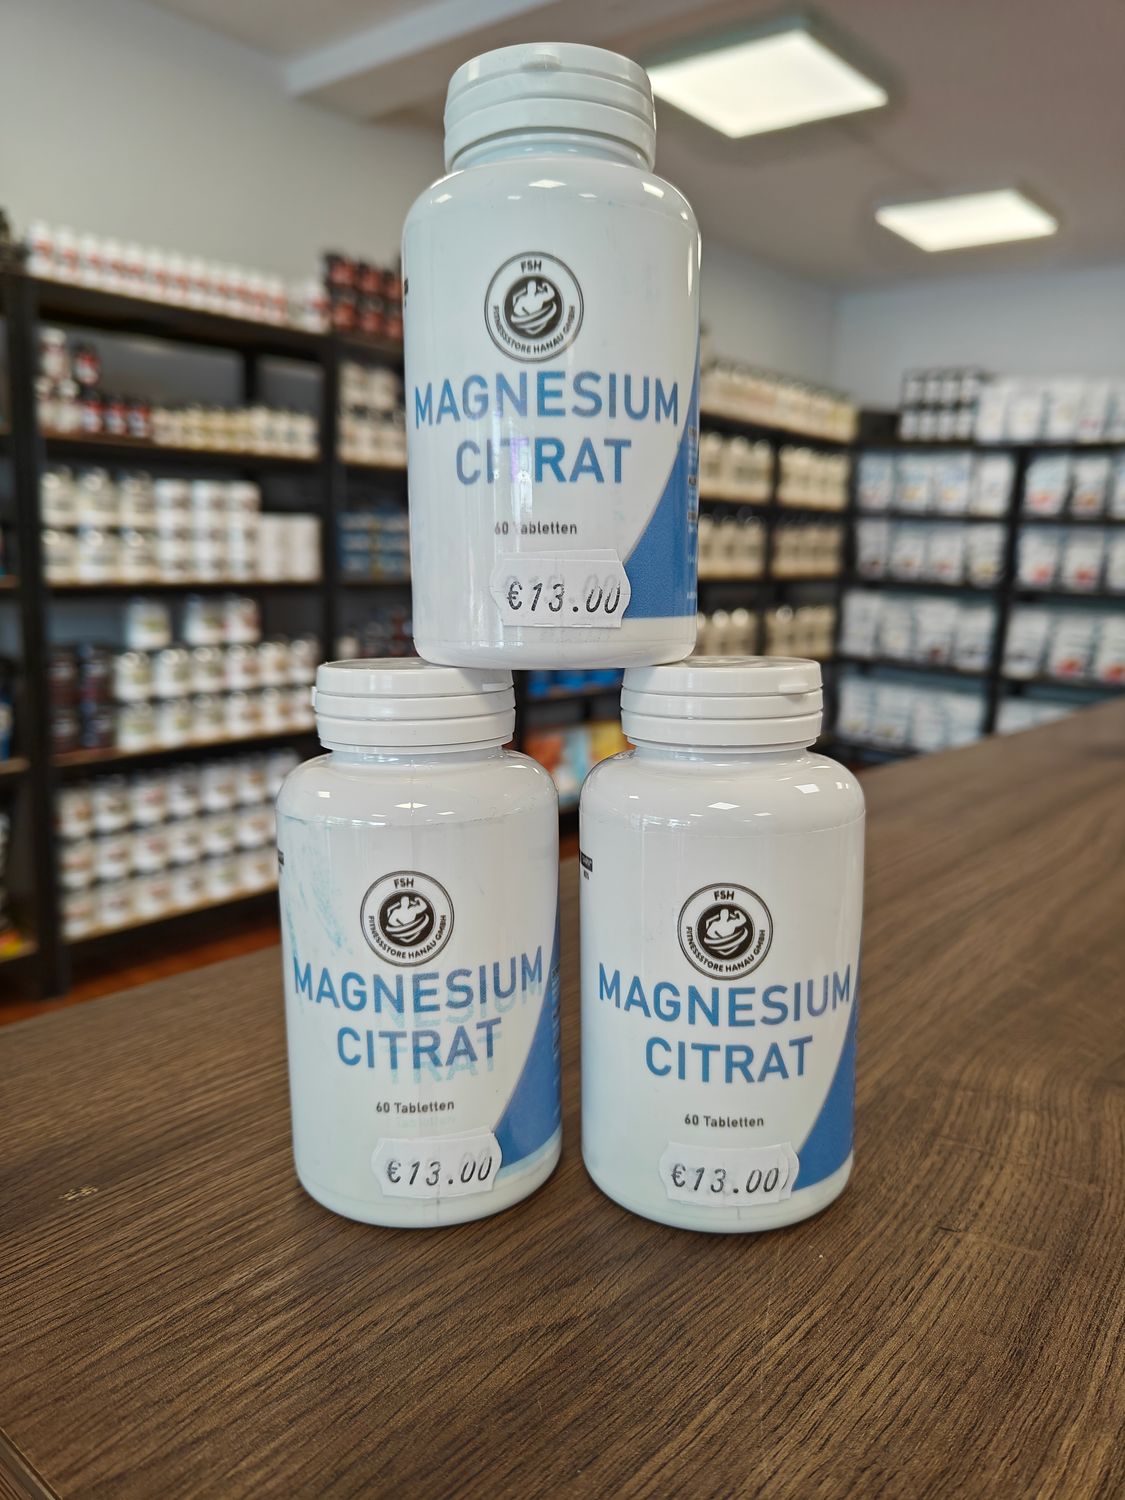 FSH
FITNESSSTORE HANAU GMBH
MAGNESIUM
CITRAT
60 Tabletten
€13.00
FSH
FITNESSSTORE HANAU GMBH
MAGNESIUM
CITRAT
60 Tabletten
€13.00
FSH
FITNESSSTORE HANAU GMBH
MAGNESIUM
CITRAT
60 Tabletten
€13.00